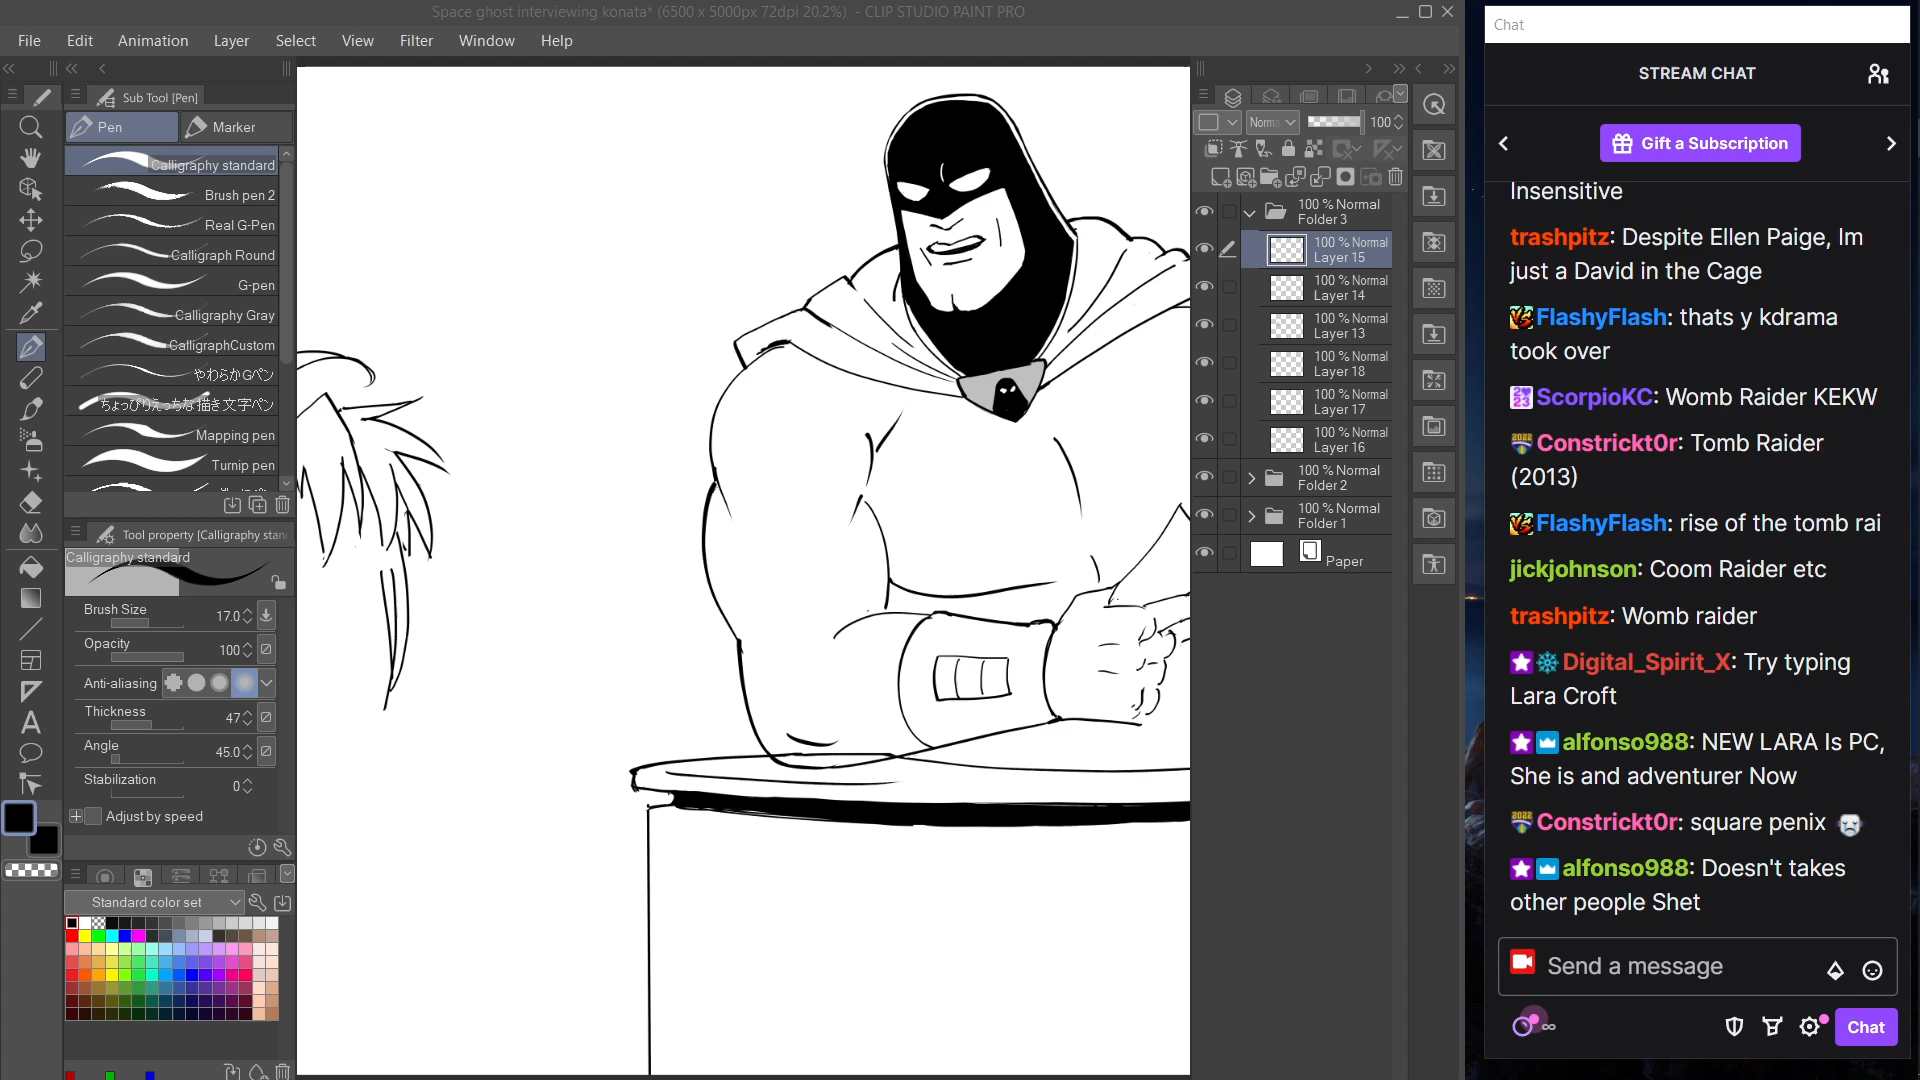 Space ghost interviewing konata* (6500 x 5000px 72dpi 20.2%) - CLIP STUDIO PAINT PRO
File Edit Animation Layer Select View Filter Window Help
Sub Tool [Pen]
Pen Marker
Calligraphy standard
Brush pen 2
Real G-Pen
Calligraph Round
G-pen
Calligraphy Gray
CalligraphCustom
やわらかGペン
ちょっぴりえっちな描き文字ペン
Mapping pen
Turnip pen
Tool property [Calligraphy stan
Calligraphy standard
Brush Size 17.0
Opacity 100
Anti-aliasing
Thickness 47
Angle 45.0
Stabilization 0
Adjust by speed
Standard color set
Norma 100
100 % Normal
Folder 3
100 % Normal
Layer 15
100 % Normal
Layer 14
100 % Normal
Layer 13
100 % Normal
Layer 18
100 % Normal
Layer 17
100 % Normal
Layer 16
100 % Normal
Folder 2
100 % Normal
Folder 1
Paper
Chat
STREAM CHAT
Gift a Subscription
Insensitive
trashpitz: Despite Ellen Paige, Im
just a David in the Cage
FlashyFlash: thats y kdrama
took over
ScorpioKC: Womb Raider KEKW
Constrickt0r: Tomb Raider
(2013)
FlashyFlash: rise of the tomb rai
jickjohnson: Coom Raider etc
trashpitz: Womb raider
Digital_Spirit_X: Try typing
Lara Croft
alfonso988: NEW LARA Is PC,
She is and adventurer Now
Constrickt0r: square penix
alfonso988: Doesn't takes
other people Shet
Send a message
Chat